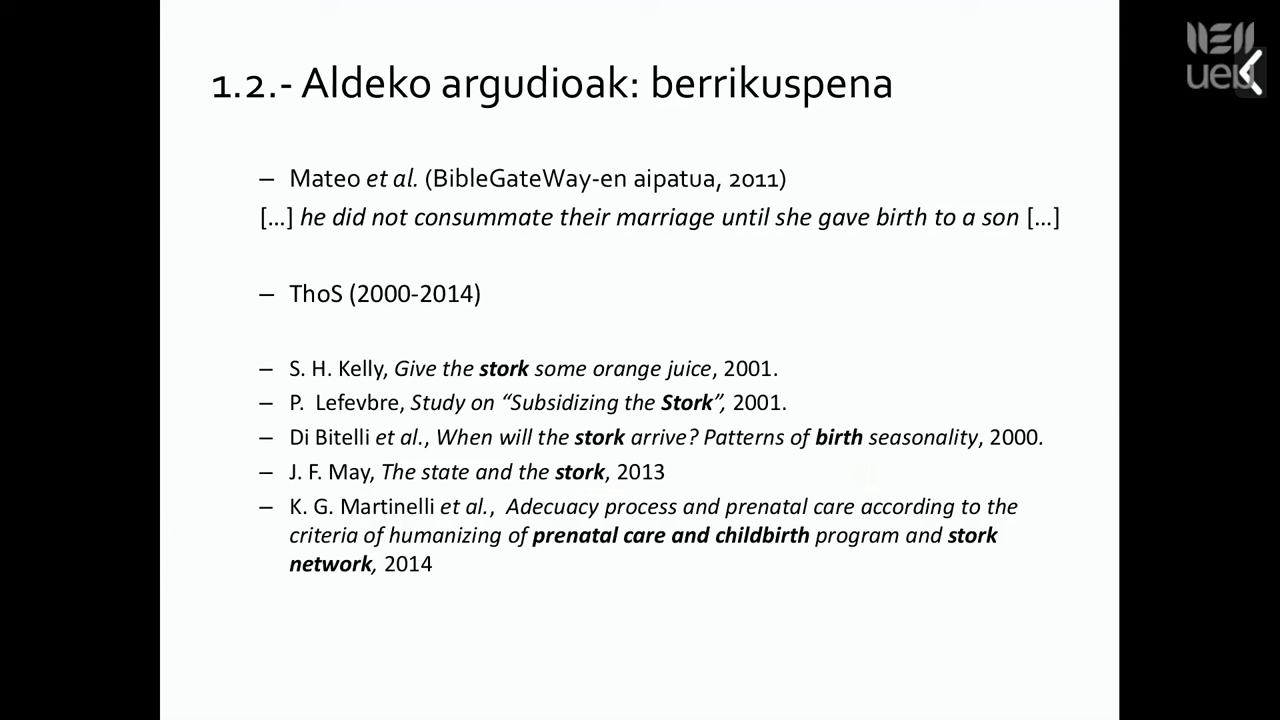 1.2.- Aldeko argudioak: berrikuspena
– Mateo et al. (BibleGateWay-en aipatua, 2011)
[...] he did not consummate their marriage until she gave birth to a son [...]
– ThoS (2000-2014)
– S. H. Kelly, Give the stork some orange juice, 2001.
– P. Lefevbre, Study on “Subsidizing the Stork”, 2001.
– Di Bitelli et al., When will the stork arrive? Patterns of birth seasonality, 2000.
– J. F. May, The state and the stork, 2013
– K. G. Martinelli et al., Adecuacy process and prenatal care according to the
criteria of humanizing of prenatal care and childbirth program and stork
network, 2014
ueu